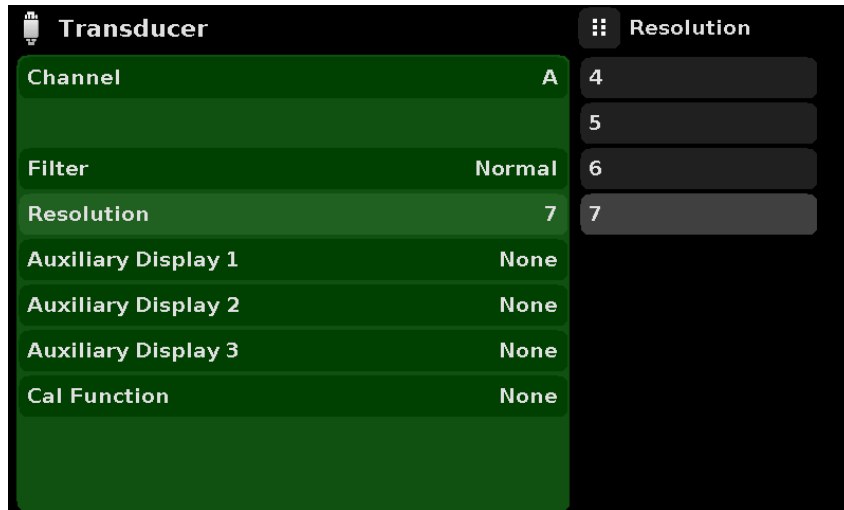 Transducer
Channel A
Filter Normal
Resolution 7
Auxiliary Display 1 None
Auxiliary Display 2 None
Auxiliary Display 3 None
Cal Function None
Resolution
4
5
6
7